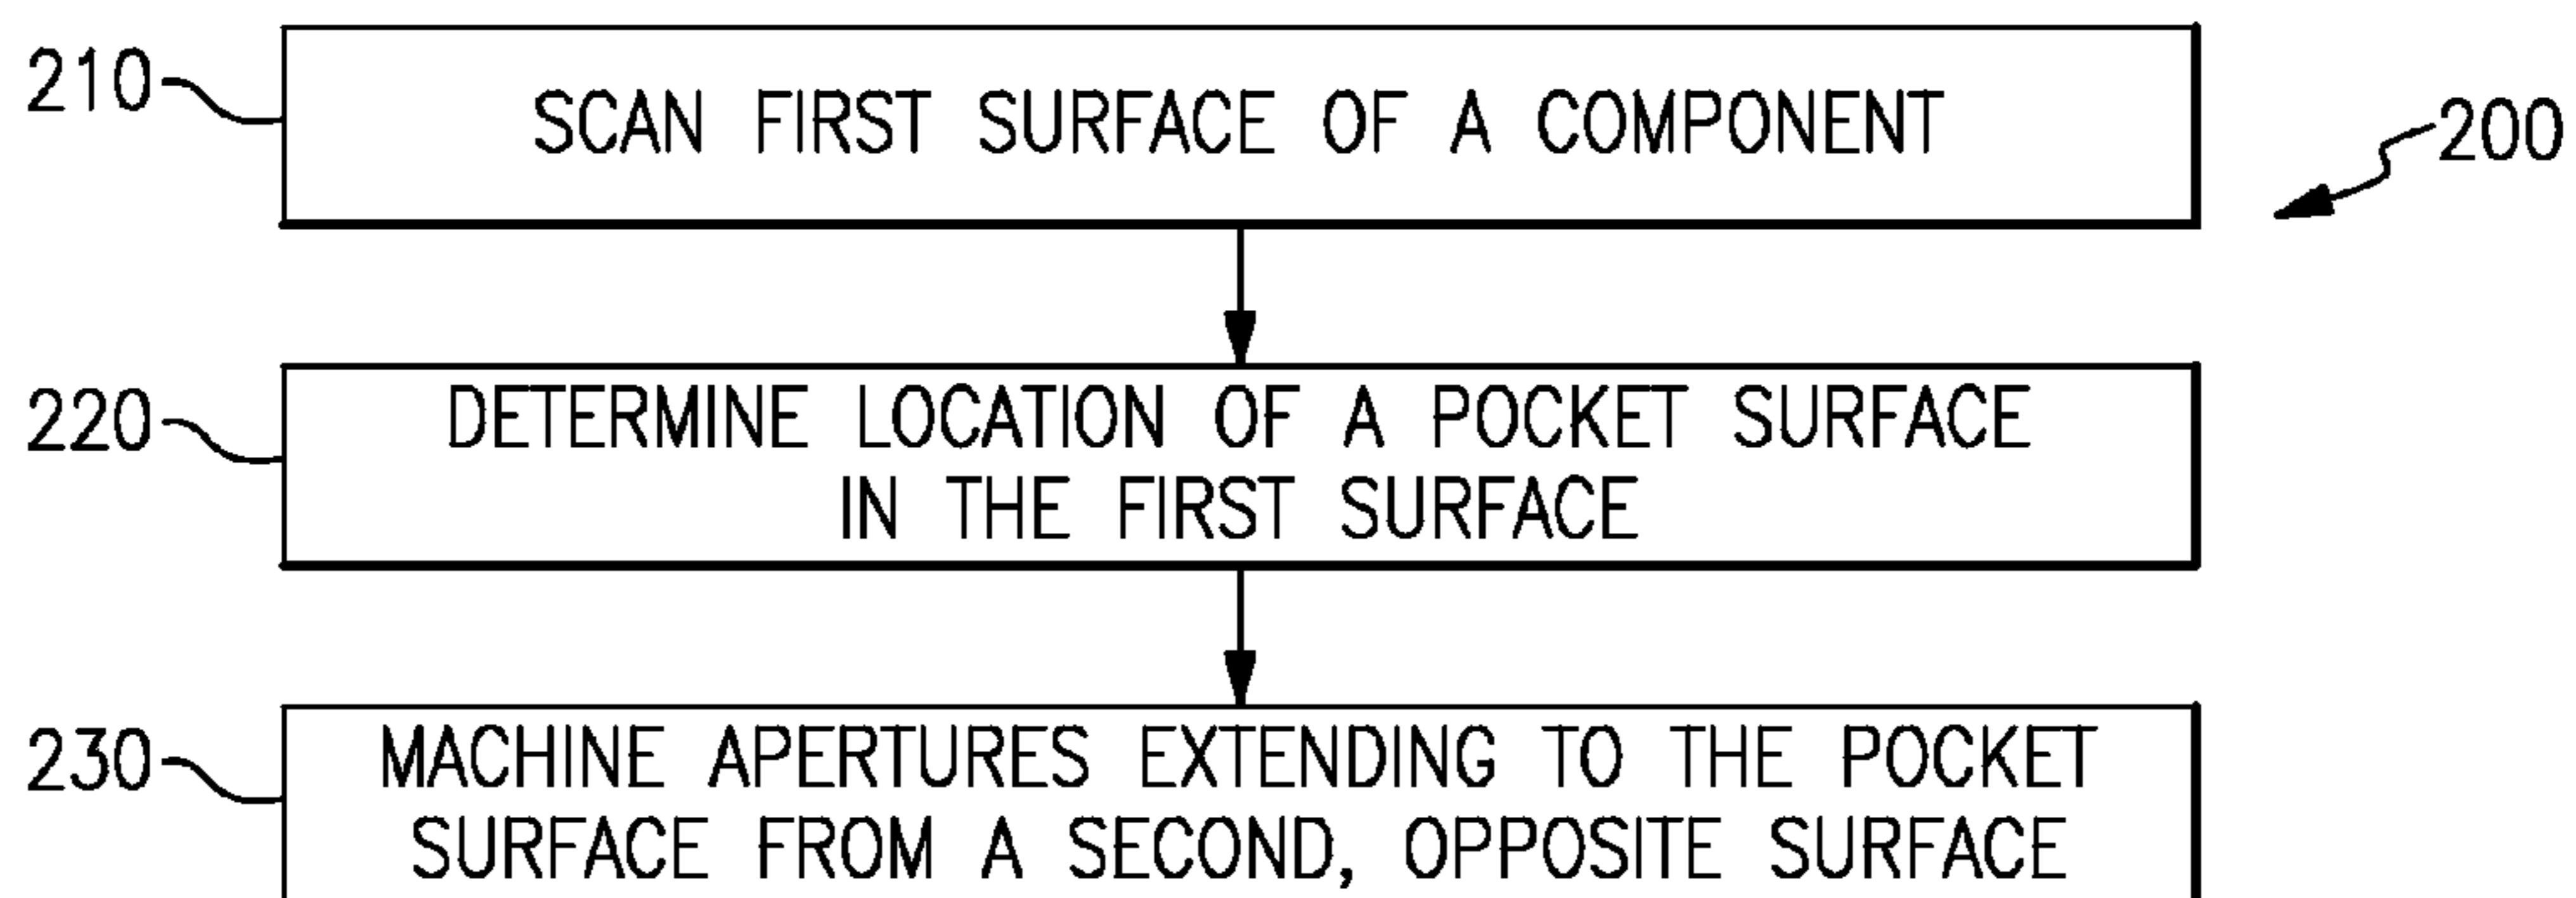 210
SCAN FIRST SURFACE OF A COMPONENT
200
220
DETERMINE LOCATION OF A POCKET SURFACE
IN THE FIRST SURFACE
230
MACHINE APERTURES EXTENDING TO THE POCKET
SURFACE FROM A SECOND, OPPOSITE SURFACE